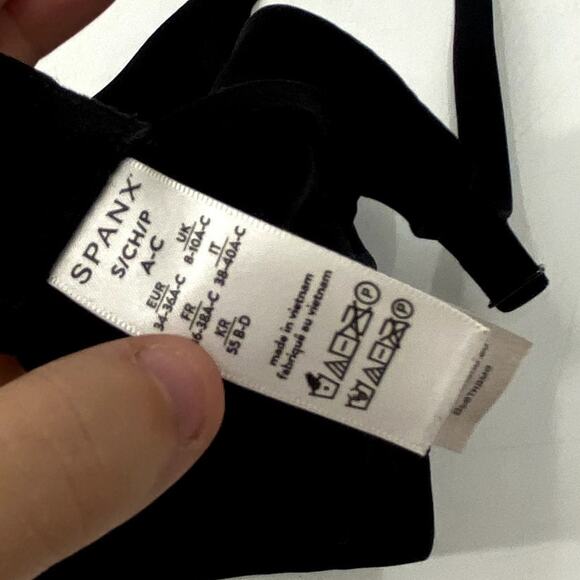 SPANX
S/CH/P
A-C
EUR
34-36A-C
UK
8-10A-C
FR
36-38A-C
IT
38-40A-C
KR
55 B-D
made in vietnam
fabriqué au vietnam
P
P